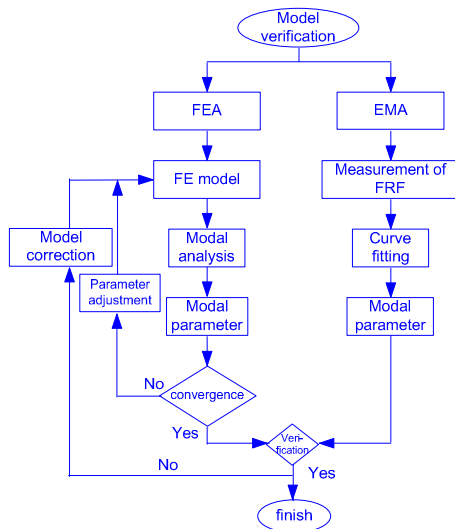 Model
verification
FEA
EMA
FE model
Measurement of
FRF
Model
correction
Modal
analysis
Curve
fitting
Parameter
adjustment
Modal
parameter
Modal
parameter
No
convergence
Yes
Veri-
fication
No
Yes
finish